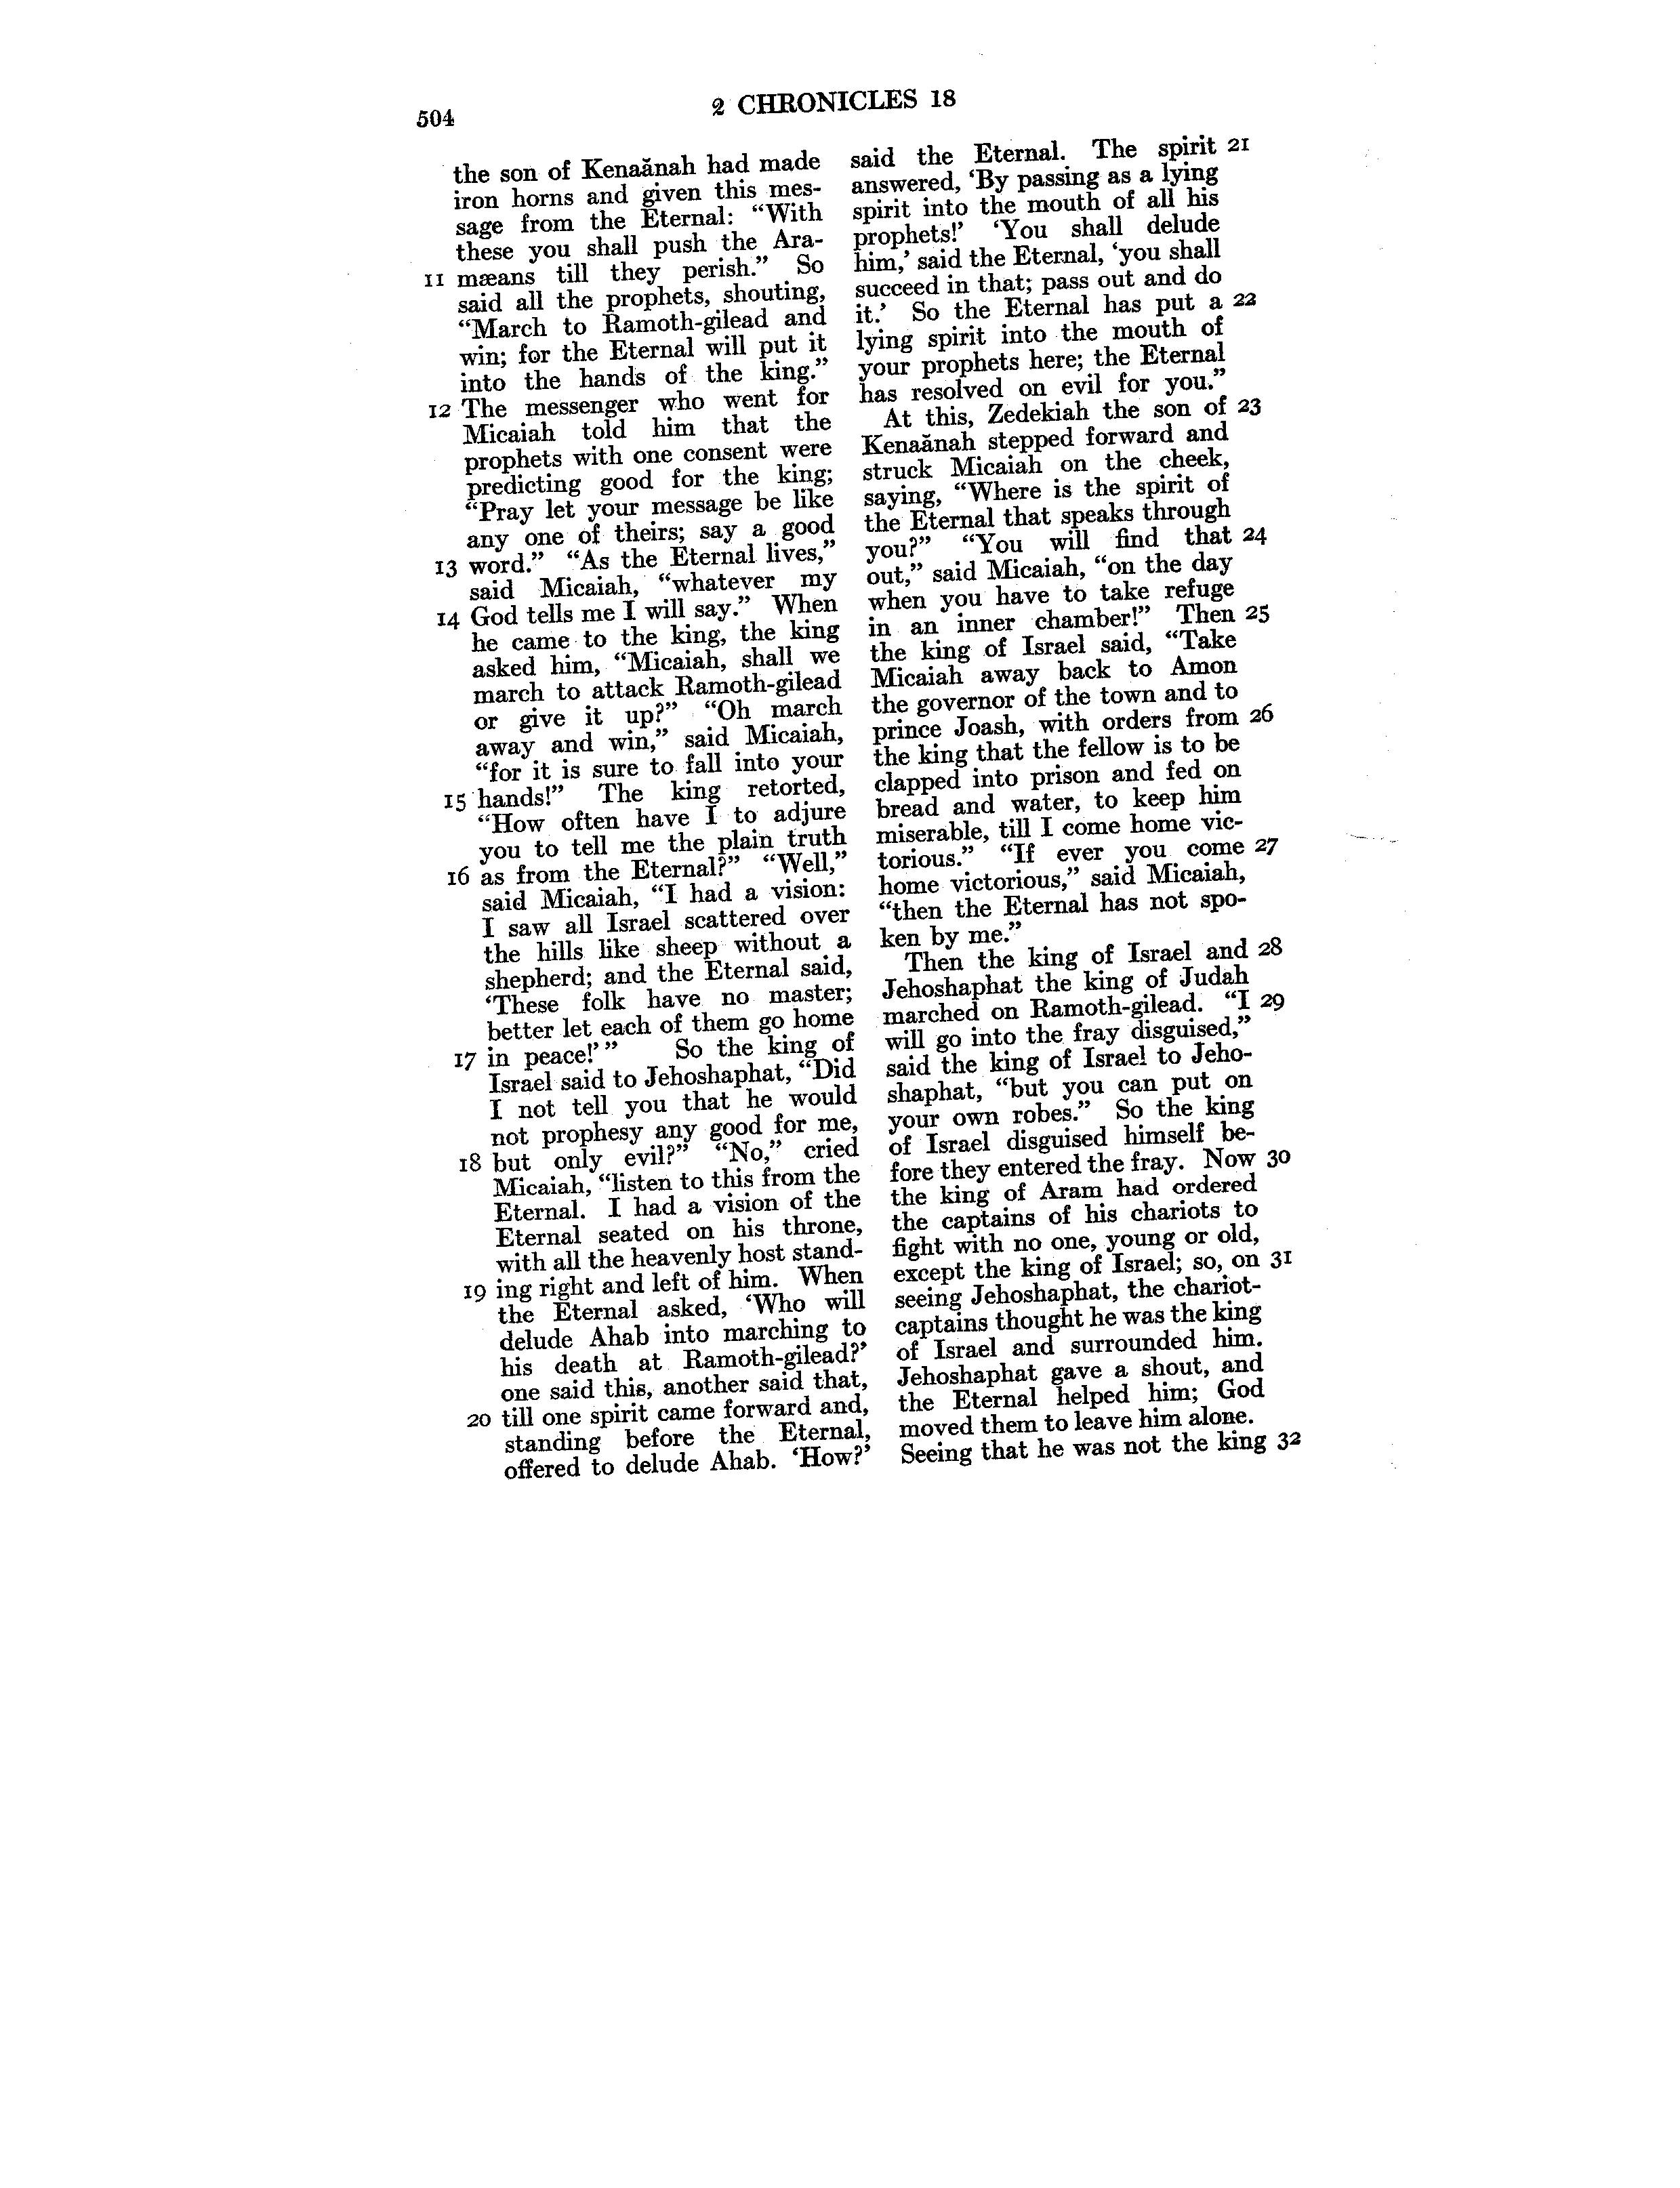 504
2 CHRONICLES 18
the son of Kenaănah had made
iron horns and given this mes-
sage from the Eternal: “With
these you shall push the Ara-
11 mæans till they perish.” So
said all the prophets, shouting,
“March to Ramoth-gilead and
win; for the Eternal will put it
into the hands of the king.”
12 The messenger who went for
Micaiah told him that the
prophets with one consent were
predicting good for the king;
“Pray let your message be like
any one of theirs; say a good
13 word.” “As the Eternal lives,”
said Micaiah, “whatever my
14 God tells me I will say.” When
he came to the king, the king
asked him, “Micaiah, shall we
march to attack Ramoth-gilead
or give it up?” “Oh march
away and win,” said Micaiah,
“for it is sure to fall into your
15 hands!” The king retorted,
“How often have I to adjure
you to tell me the plain truth
16 as from the Eternal?” “Well,”
said Micaiah, “I had a vision:
I saw all Israel scattered over
the hills like sheep without a
shepherd; and the Eternal said,
‘These folk have no master;
better let each of them go home
17 in peace!’ ” So the king of
Israel said to Jehoshaphat, “Did
I not tell you that he would
not prophesy any good for me,
18 but only evil?” “No,” cried
Micaiah, “listen to this from the
Eternal. I had a vision of the
Eternal seated on his throne,
with all the heavenly host stand-
19 ing right and left of him. When
the Eternal asked, ‘Who will
delude Ahab into marching to
his death at Ramoth-gilead?’
one said this, another said that,
20 till one spirit came forward and,
standing before the Eternal,
offered to delude Ahab. ‘How?’
said the Eternal. The spirit 21
answered, ‘By passing as a lying
spirit into the mouth of all his
prophets!’ ‘You shall delude
him,’ said the Eternal, ‘you shall
succeed in that; pass out and do
it.’ So the Eternal has put a 22
lying spirit into the mouth of
your prophets here; the Eternal
has resolved on evil for you.”
At this, Zedekiah the son of 23
Kenaănah stepped forward and
struck Micaiah on the cheek,
saying, “Where is the spirit of
the Eternal that speaks through
you?” “You will find that 24
out,” said Micaiah, “on the day
when you have to take refuge
in an inner chamber!” Then 25
the king of Israel said, “Take
Micaiah away back to Amon
the governor of the town and to
prince Joash, with orders from 26
the king that the fellow is to be
clapped into prison and fed on
bread and water, to keep him
miserable, till I come home vic-
torious.” “If ever you come 27
home victorious,” said Micaiah,
“then the Eternal has not spo-
ken by me.”
Then the king of Israel and 28
Jehoshaphat the king of Judah
marched on Ramoth-gilead. “I 29
will go into the fray disguised,”
said the king of Israel to Jeho-
shaphat, “but you can put on
your own robes.” So the king
of Israel disguised himself be-
fore they entered the fray. Now 30
the king of Aram had ordered
the captains of his chariots to
fight with no one, young or old,
except the king of Israel; so, on 31
seeing Jehoshaphat, the chariot-
captains thought he was the king
of Israel and surrounded him.
Jehoshaphat gave a shout, and
the Eternal helped him; God
moved them to leave him alone.
Seeing that he was not the king 32